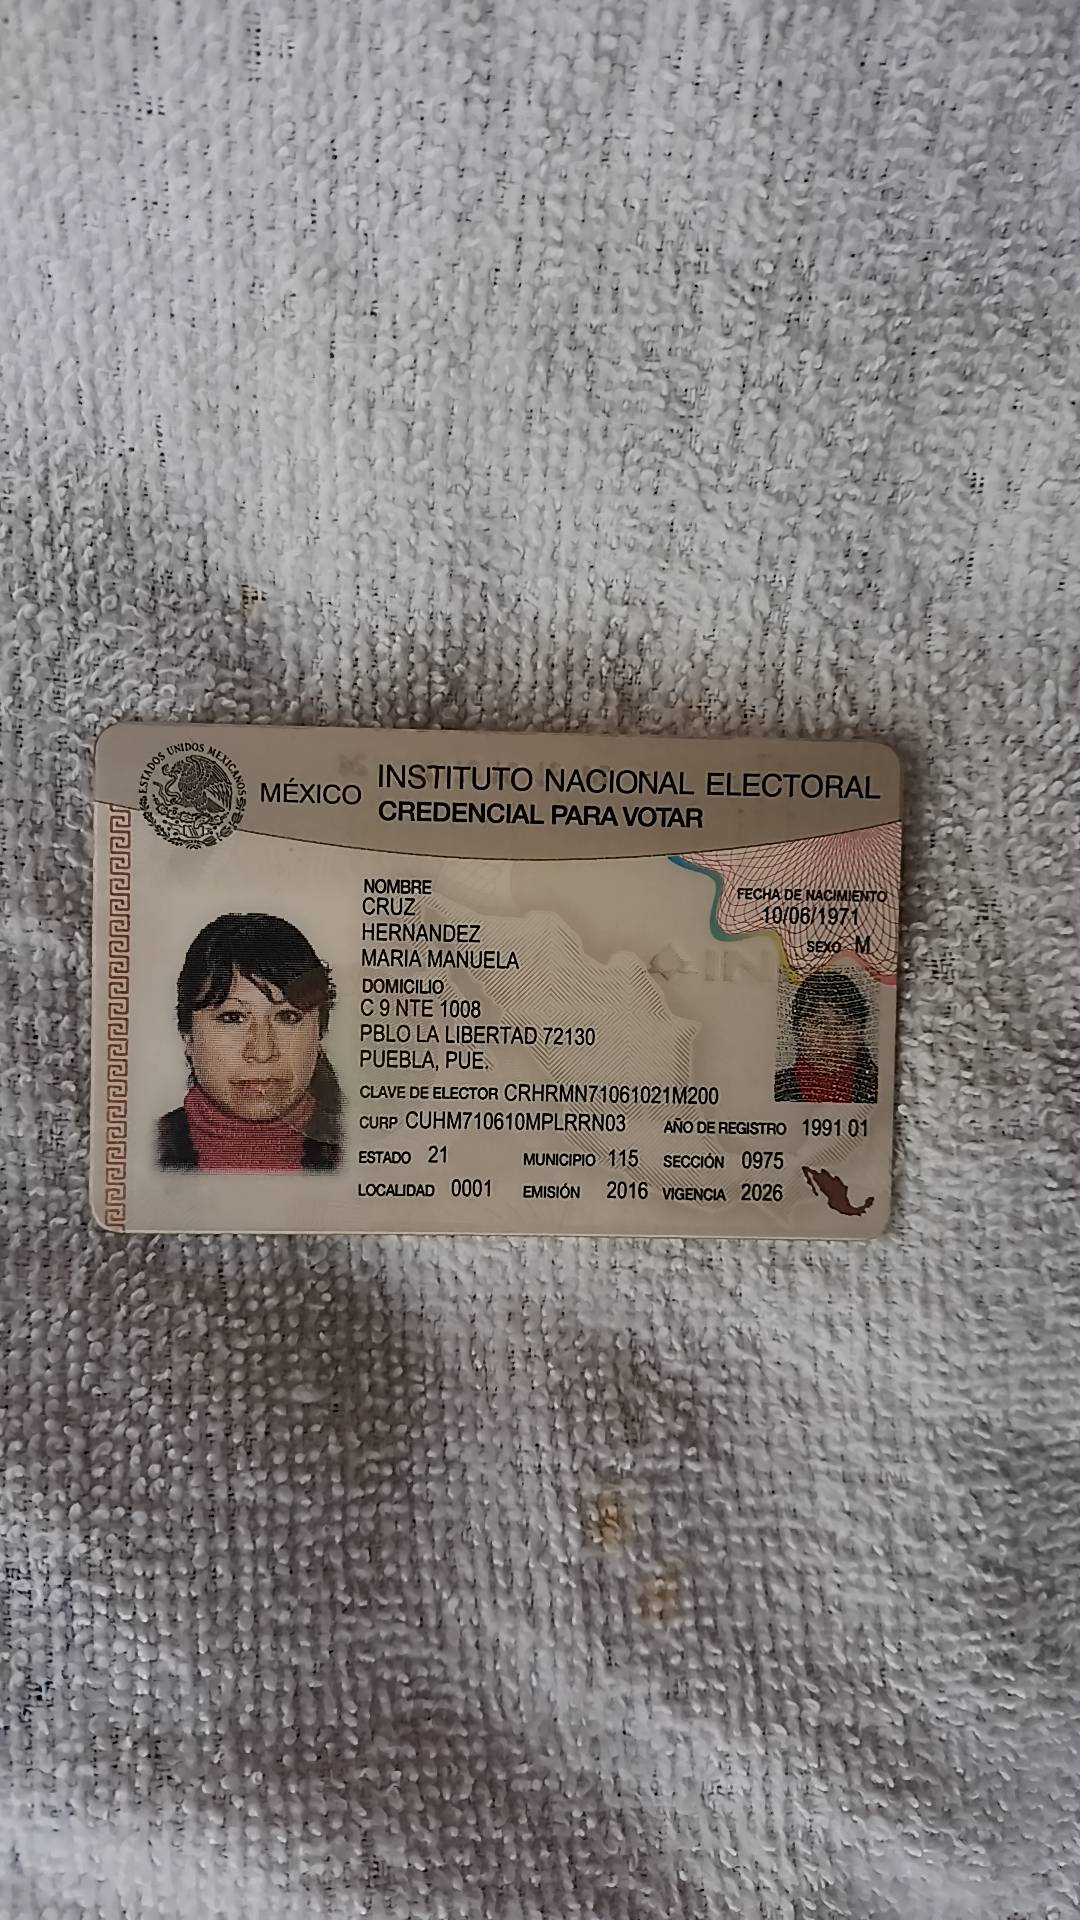 ESTADOS UNIDOS MEXICANOS
MÉXICO INSTITUTO NACIONAL ELECTORAL
CREDENCIAL PARA VOTAR
NOMBRE
CRUZ
HERNANDEZ
MARIA MANUELA
FECHA DE NACIMIENTO
10/06/1971
SEXO M
DOMICILIO
C 9 NTE 1008
PBLO LA LIBERTAD 72130
PUEBLA, PUE.
CLAVE DE ELECTOR CRHRMN71061021M200
CURP CUHM710610MPLRRN03 AÑO DE REGISTRO 1991 01
ESTADO 21 MUNICIPIO 115 SECCIÓN 0975
LOCALIDAD 0001 EMISIÓN 2016 VIGENCIA 2026